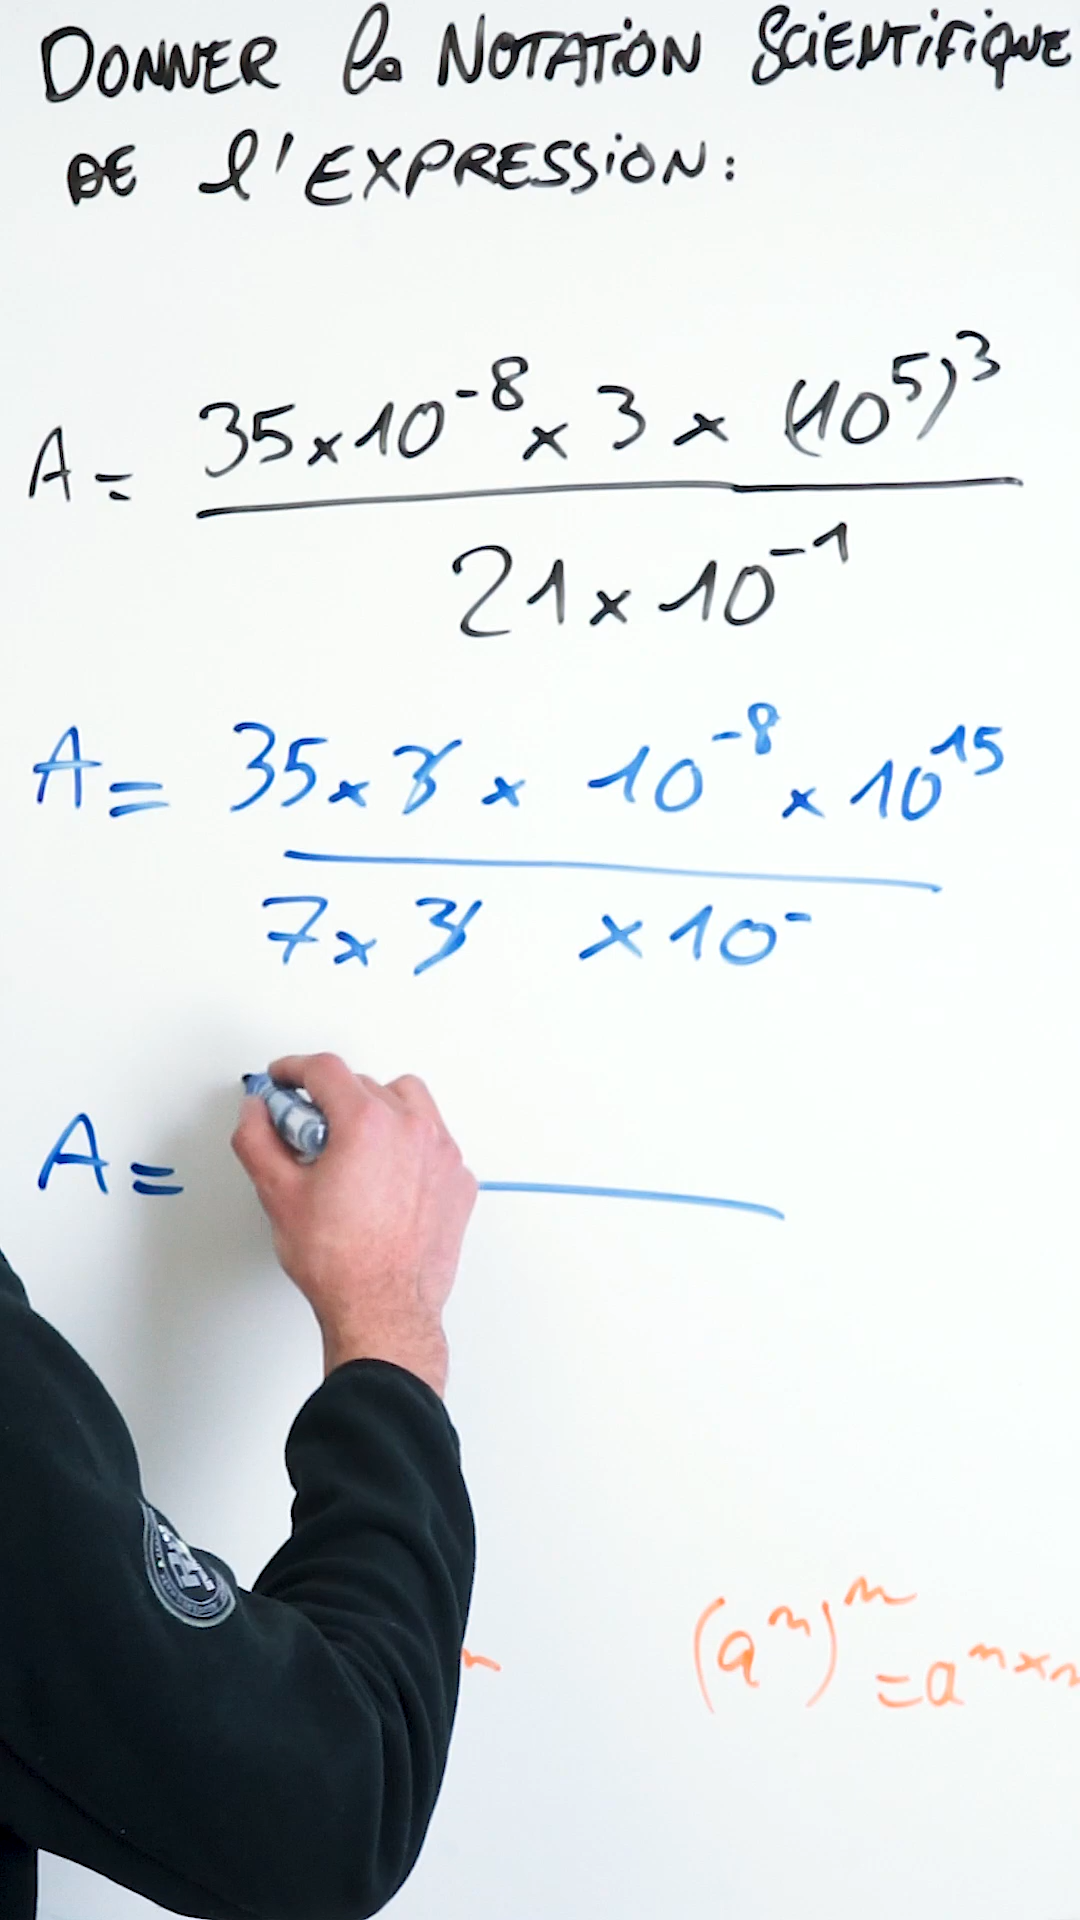 DONNER la NOTATION SCIENTIFIQUE
DE l'EXPRESSION:
A = (35 × 10^-8 × 3 × (10^5)^3) / (21 × 10^-1)
A = (35 × 3 × 10^-8 × 10^15) / (7 × 3 × 10^-)
A =
(a^m)^n = a^m×n